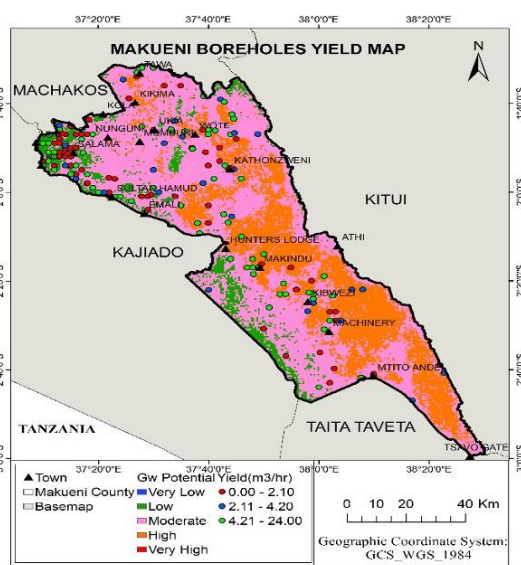 37°20'0"E 37°40'0"E 38°0'0"E 38°20'0"E
MAKUENI BOREHOLES YIELD MAP
N
TAWA
MACHAKOS
KIKIMA
KOLA
UKIA
NUNGUNI
WOTE
MUMBUNI
SALAMA
KATHONZWENI
SULTAN HAMUD
KITUI
EMALI
HUNTERS LODGE
ATHI
KAJIADO
MAKINDU
KIBWEZI
MACHINERY
MTITO ANDEI
TANZANIA
TAITA TAVETA
TSAVO GATE
37°20'0"E 37°40'0"E 38°0'0"E 38°20'0"E
Town
Makueni County
Basemap
Gw Potential
Very Low
Low
Moderate
High
Very High
Yield(m3/hr)
0.00 - 2.10
2.11 - 4.20
4.21 - 24.00
0 10 20 40 Km
Geographic Coordinate System:
GCS_WGS_1984